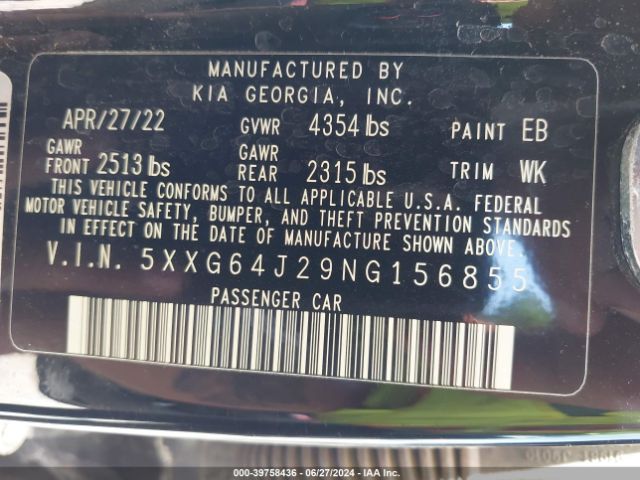 MANUFACTURED BY
KIA GEORGIA, INC.
APR/27/22 GVWR 4354 lbs PAINT EB
GAWR FRONT 2513 lbs GAWR REAR 2315 lbs TRIM WK
THIS VEHICLE CONFORMS TO ALL APPLICABLE U.S.A. FEDERAL
MOTOR VEHICLE SAFETY, BUMPER, AND THEFT PREVENTION STANDARDS
IN EFFECT ON THE DATE OF MANUFACTURE SHOWN ABOVE.
V.I.N. 5XXG64J29NG156855
PASSENGER CAR
000-39758436 | 06/27/2024 | IAA Inc.